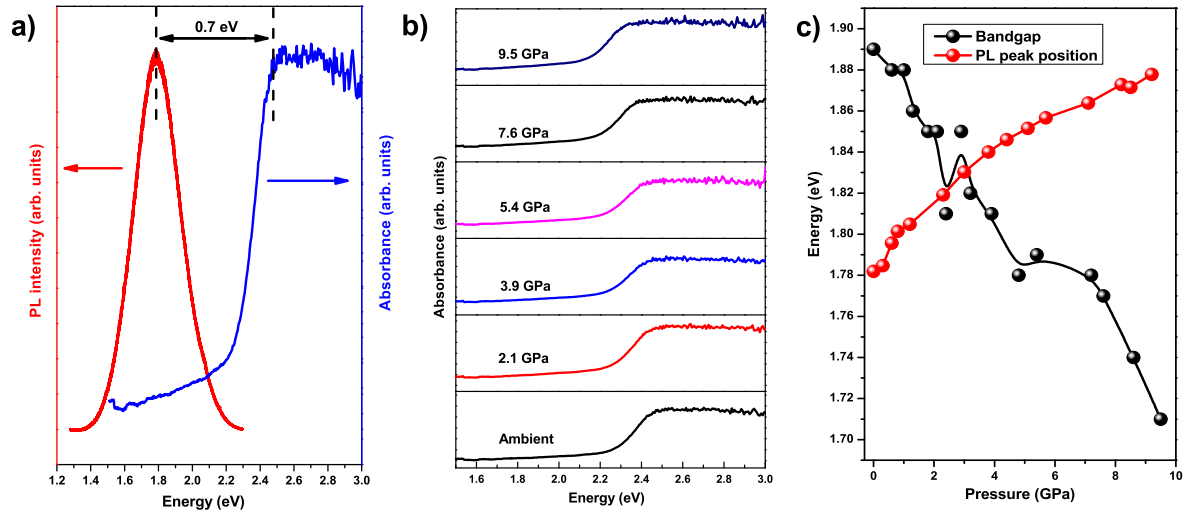 a)
0.7 eV
PL intensity (arb. units)
Absorbance (arb. units)
1.2 1.4 1.6 1.8 2.0 2.2 2.4 2.6 2.8 3.0
Energy (eV)
b)
9.5 GPa
7.6 GPa
5.4 GPa
3.9 GPa
2.1 GPa
Ambient
Absorbance (arb. units)
1.6 1.8 2.0 2.2 2.4 2.6 2.8 3.0
Energy (eV)
c)
Bandgap
PL peak position
Energy (eV)
1.90
1.88
1.86
1.84
1.82
1.80
1.78
1.76
1.74
1.72
1.70
0 2 4 6 8 10
Pressure (GPa)